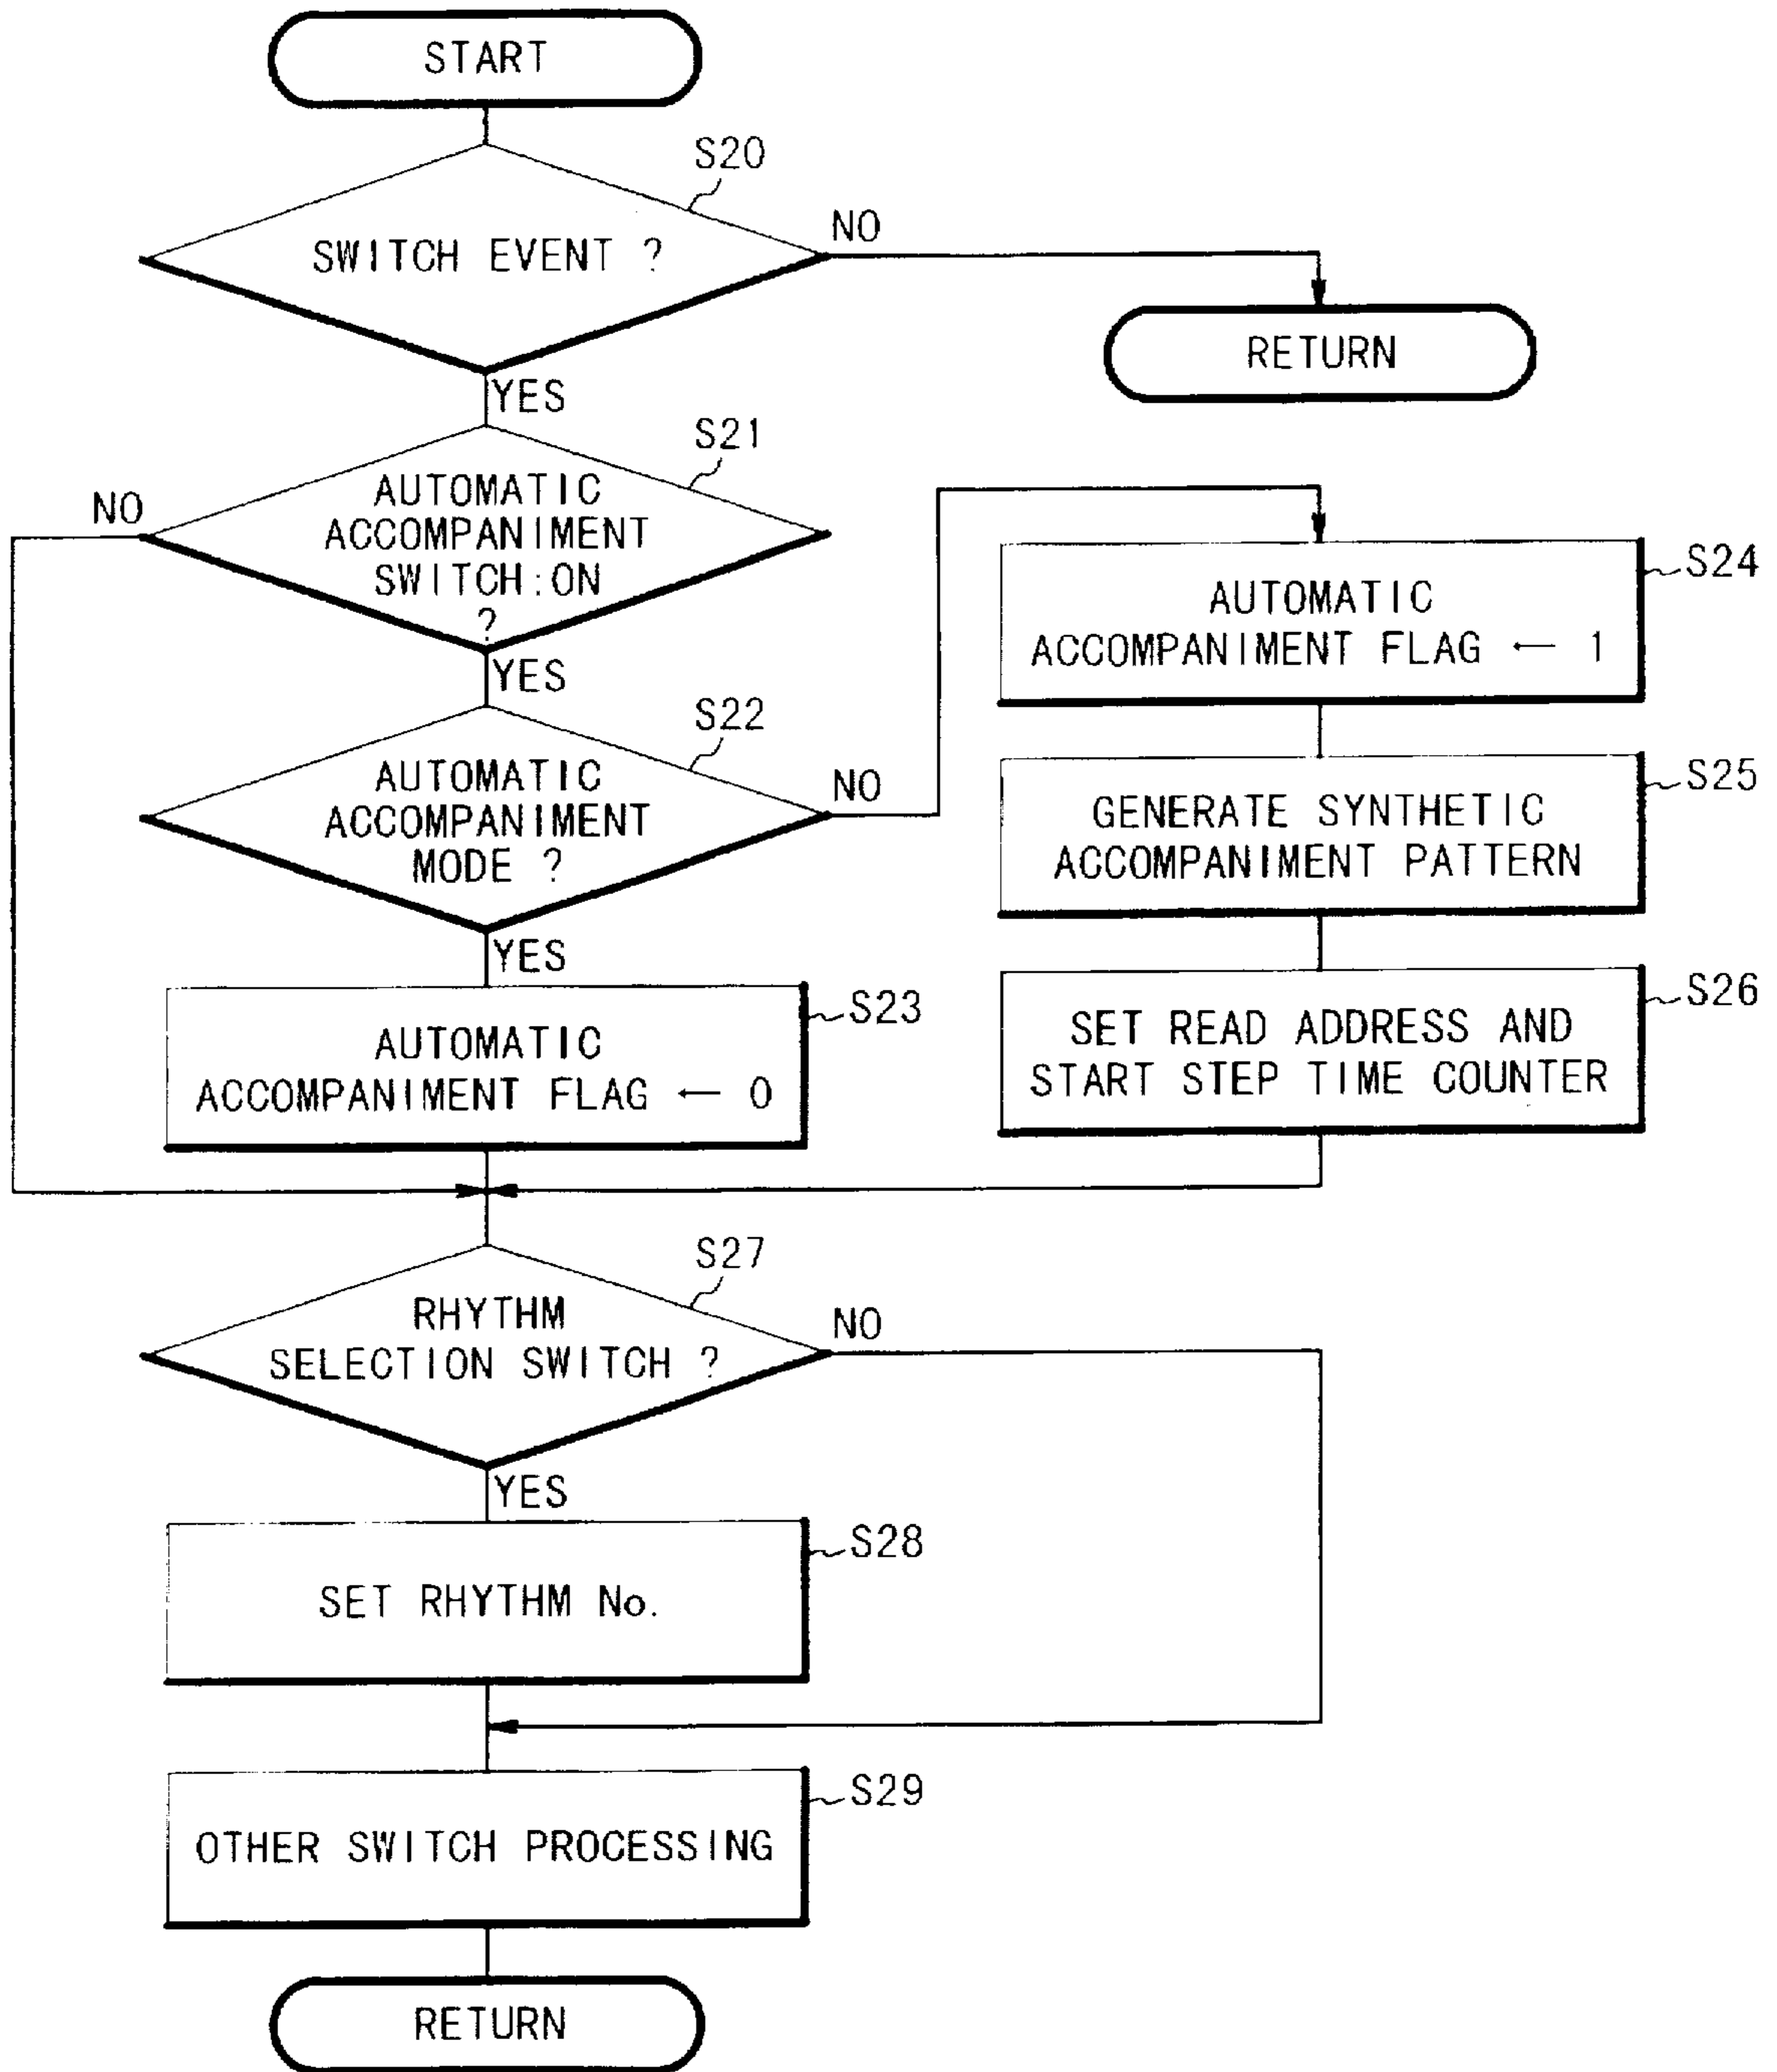 START
S20
SWITCH EVENT ?
NO
RETURN
YES
S21
AUTOMATIC
ACCOMPANIMENT
SWITCH:ON
?
NO
YES
S22
AUTOMATIC
ACCOMPANIMENT
MODE ?
NO
YES
S23
AUTOMATIC
ACCOMPANIMENT FLAG ← 0
S24
AUTOMATIC
ACCOMPANIMENT FLAG ← 1
S25
GENERATE SYNTHETIC
ACCOMPANIMENT PATTERN
S26
SET READ ADDRESS AND
START STEP TIME COUNTER
S27
RHYTHM
SELECTION SWITCH ?
NO
YES
S28
SET RHYTHM No.
S29
OTHER SWITCH PROCESSING
RETURN